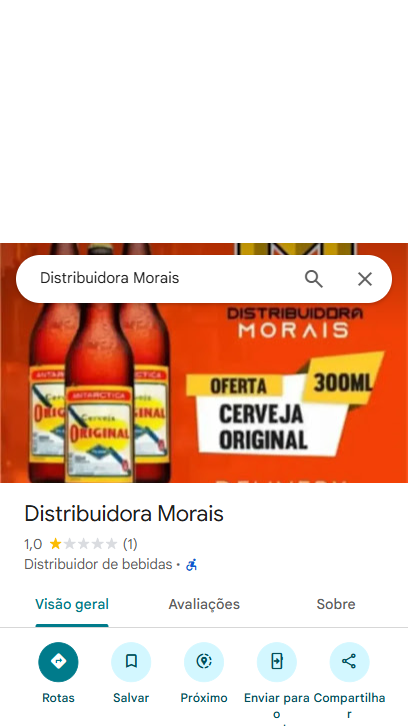 Distribuidora Morais
DISTRIBUIDORA
MORAIS
OFERTA
300ML
CERVEJA
ORIGINAL
ANTARCTICA
Cerveja
ORIGINAL
Distribuidora Morais
1,0 (1)
Distribuidor de bebidas ·
Visão geral Avaliações Sobre
Rotas Salvar Próximo Enviar para o Compartilhar